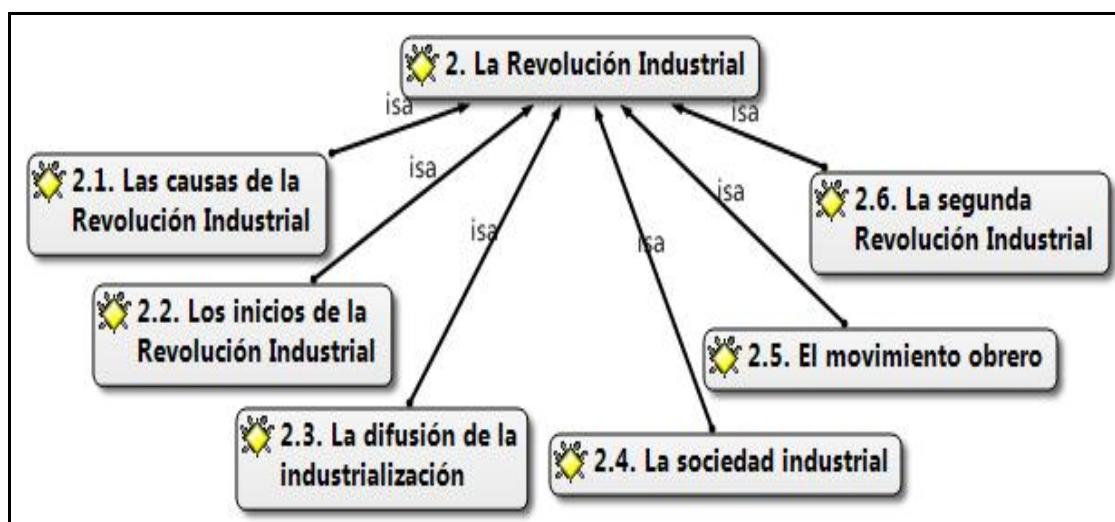 2. La Revolución Industrial
isa
isa
2.1. Las causas de la
Revolución Industrial
isa
isa
2.6. La segunda
Revolución Industrial
isa
isa
2.2. Los inicios de la
Revolución Industrial
2.5. El movimiento obrero
2.3. La difusión de la
industrialización
2.4. La sociedad industrial